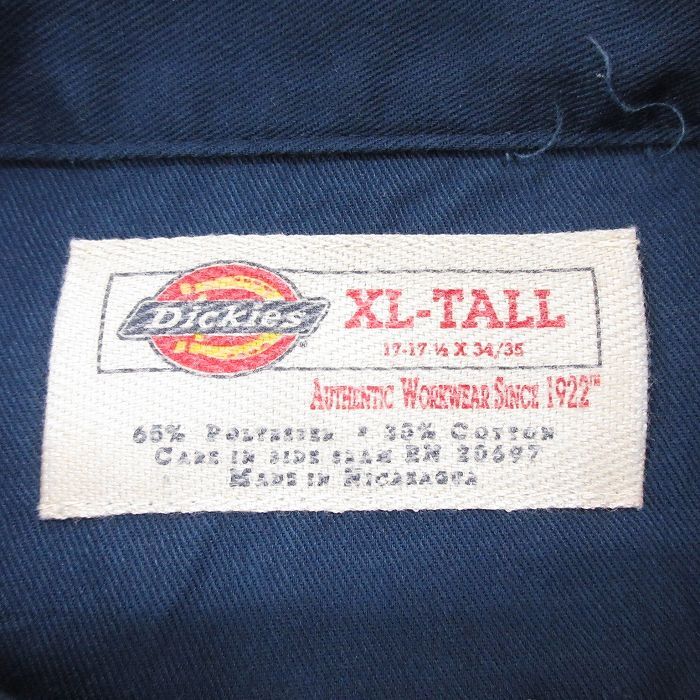 Dickies®
XL-TALL
17-17 ½ X 34/35
AUTHENTIC WORKWEAR SINCE 1922™
65% POLYESTER * 35% COTTON
CARE IN SIDE SEAM RN 20697
MADE IN NICARAGUA